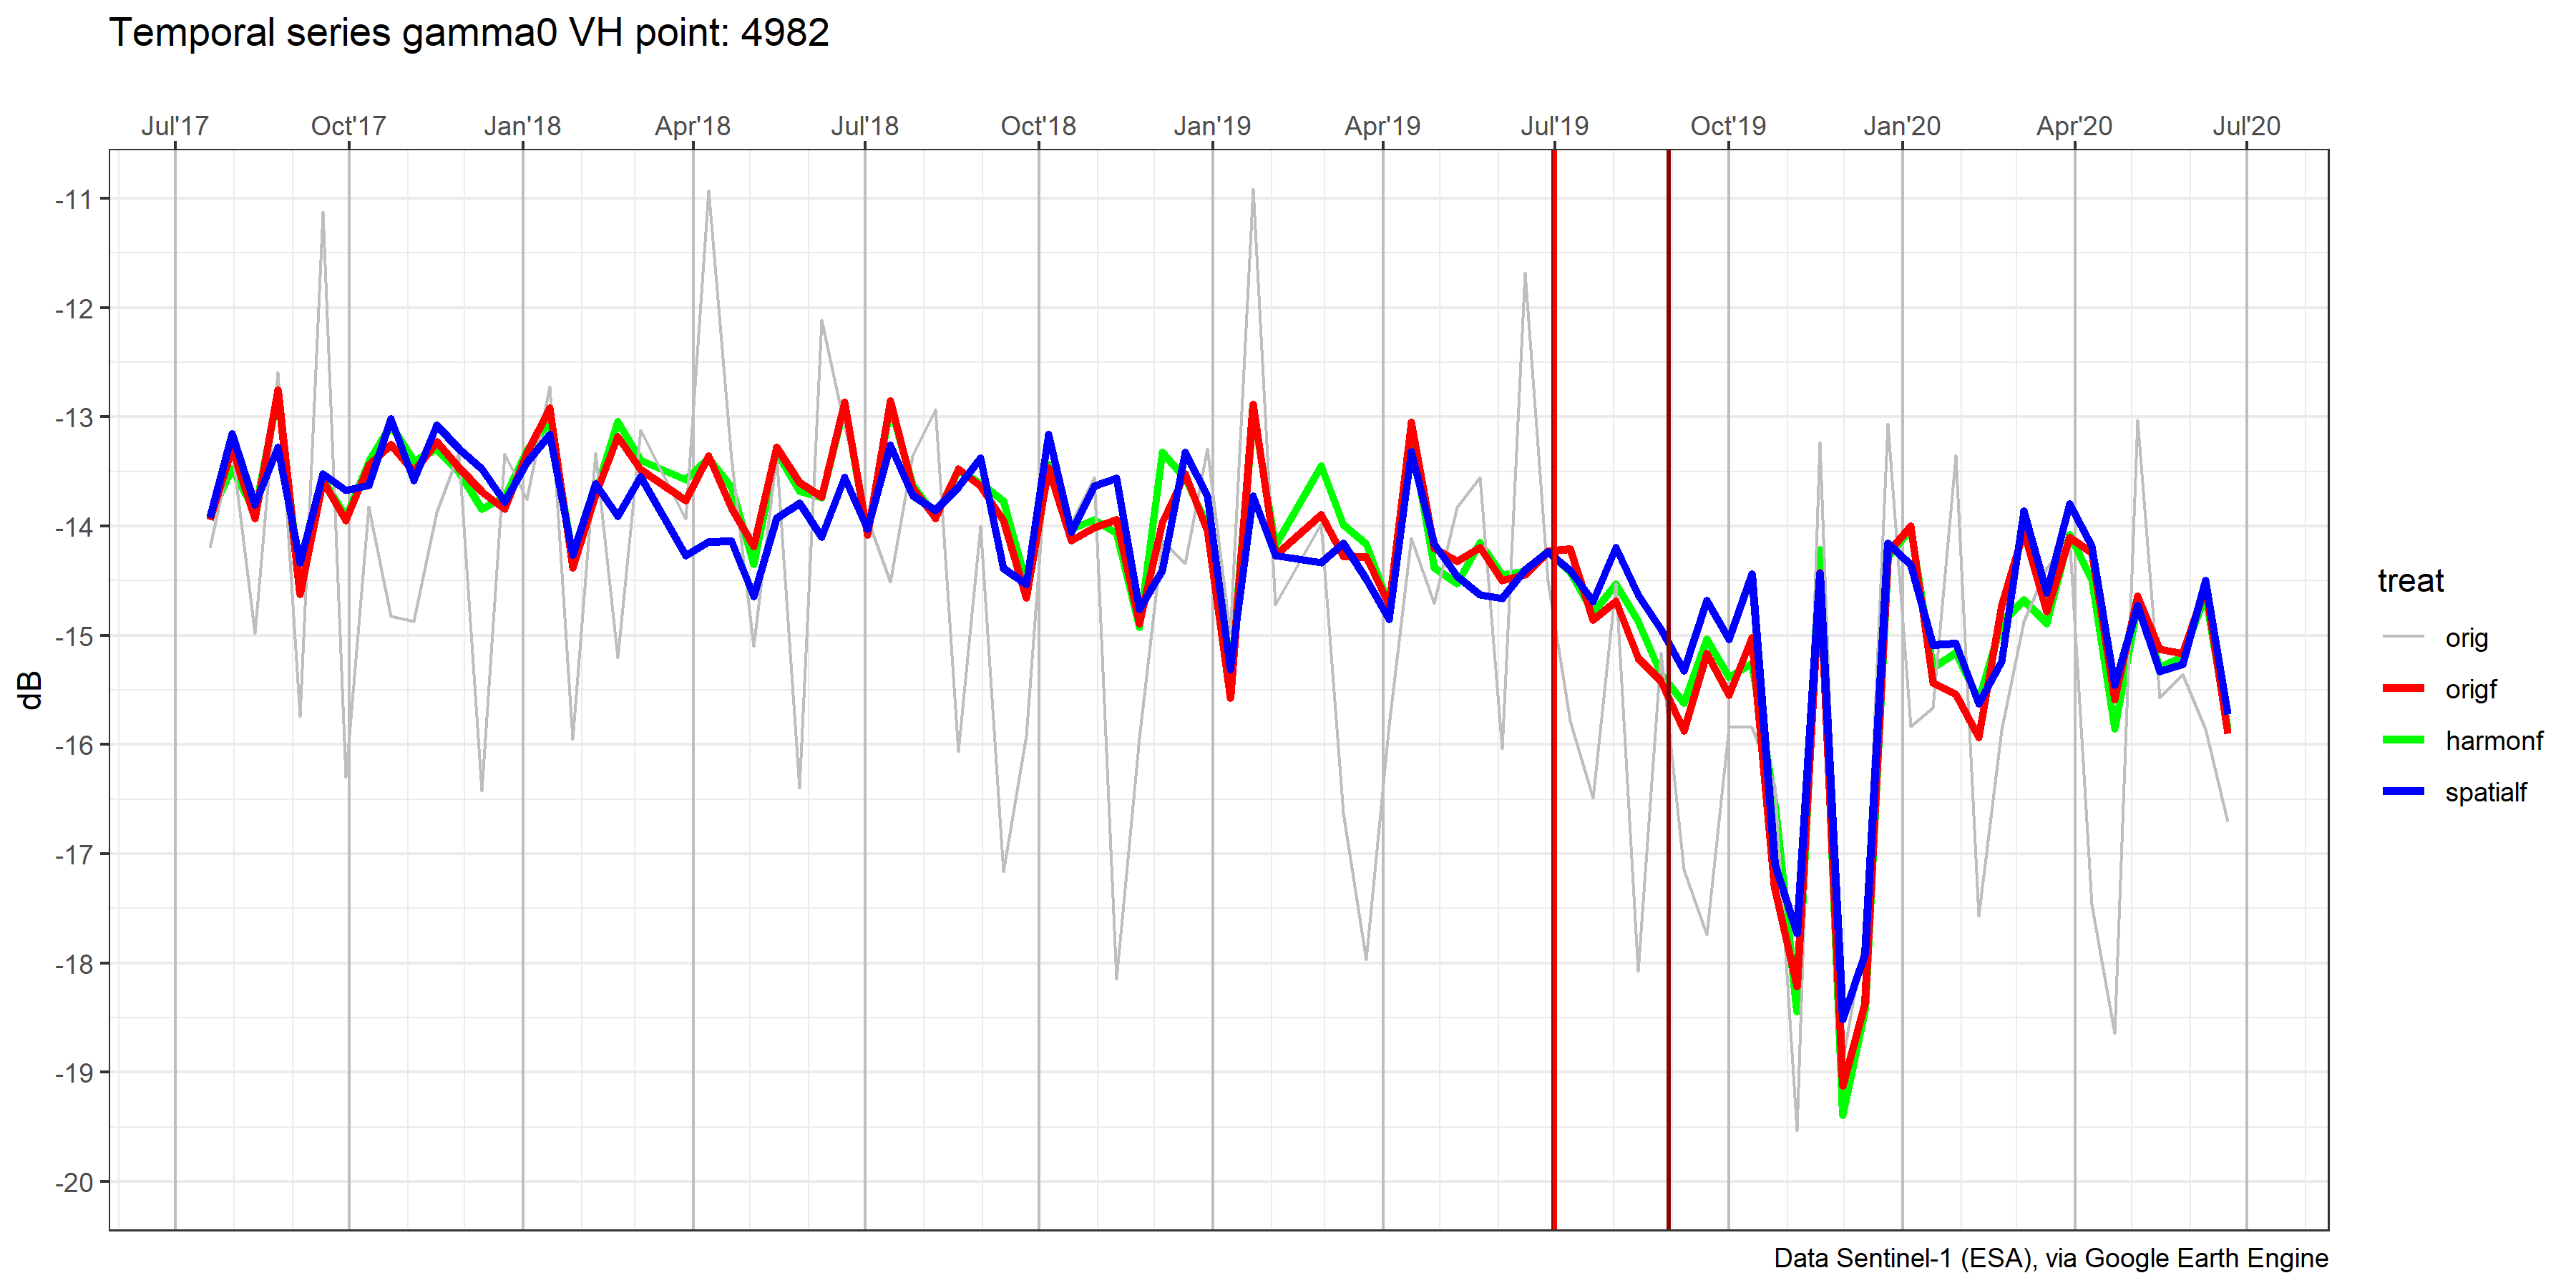 Temporal series gamma0 VH point: 4982
Jul'17 Oct'17 Jan'18 Apr'18 Jul'18 Oct'18 Jan'19 Apr'19 Jul'19 Oct'19 Jan'20 Apr'20 Jul'20
-11
-12
-13
-14
-15
-16
-17
-18
-19
-20
dB
treat
orig
origf
harmonf
spatialf
Data Sentinel-1 (ESA), via Google Earth Engine